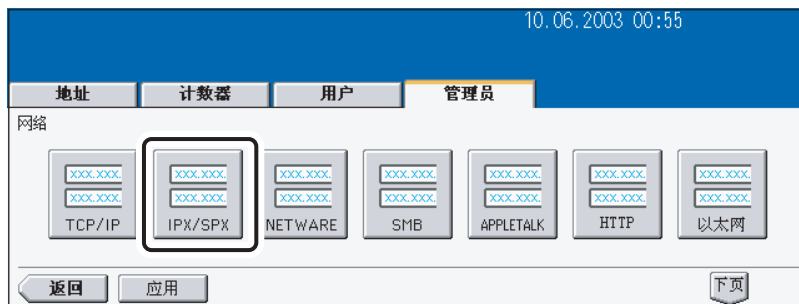 10.06.2003 00:55
地址 计数器 用户 管理员
网络
XXX.XXX. XXX.XXX. XXX.XXX. XXX.XXX. XXX.XXX. XXX.XXX. XXX.XXX.
XXX.XXX. XXX.XXX. XXX.XXX. XXX.XXX. XXX.XXX. XXX.XXX. XXX.XXX.
TCP/IP IPX/SPX NETWARE SMB APPLETALK HTTP 以太网
返回 应用 下页